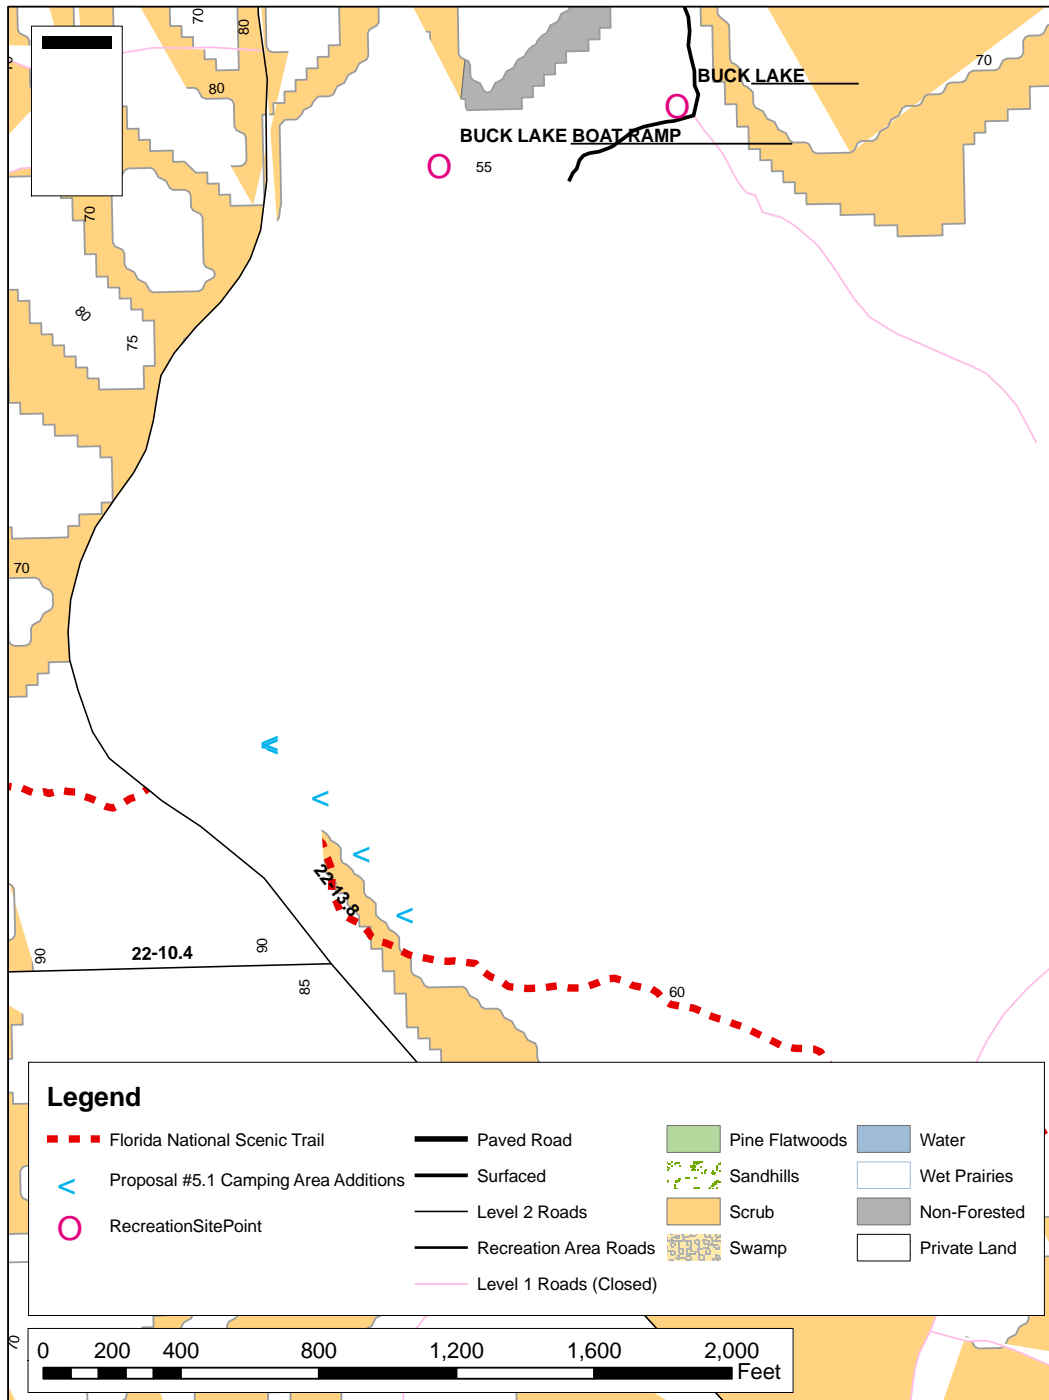 70
80
70
80
BUCK LAKE
70
BUCK LAKE BOAT RAMP
55
70
80
75
70
22-13.8
22-10.4
90
90
85
60
Legend
Florida National Scenic Trail
Proposal #5.1 Camping Area Additions
RecreationSitePoint
Paved Road
Surfaced
Level 2 Roads
Recreation Area Roads
Level 1 Roads (Closed)
Pine Flatwoods
Sandhills
Scrub
Swamp
Water
Wet Prairies
Non-Forested
Private Land
70
0 200 400 800 1,200 1,600 2,000
Feet